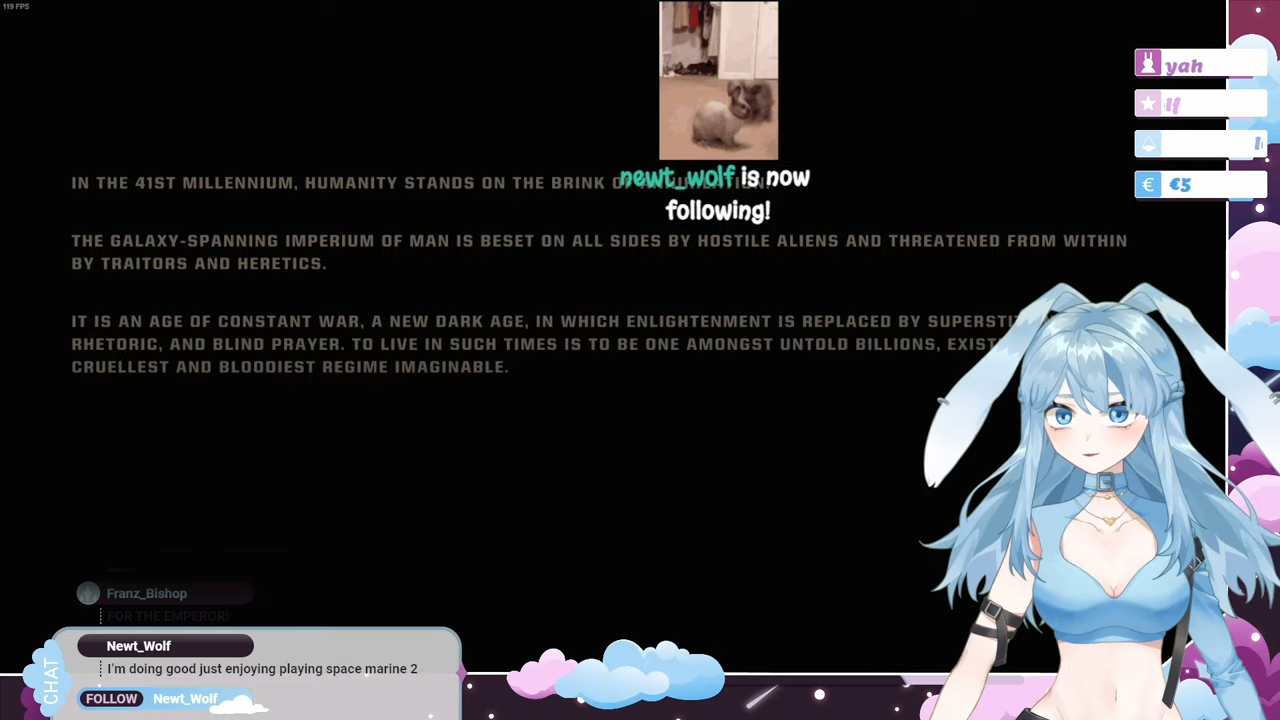 119 FPS
yah
lf
€ €5
IN THE 41ST MILLENNIUM, HUMANITY STANDS ON THE BRINK
newt_wolf is now
following!
THE GALAXY-SPANNING IMPERIUM OF MAN IS BESET ON ALL SIDES BY HOSTILE ALIENS AND THREATENED FROM WITHIN
BY TRAITORS AND HERETICS.
IT IS AN AGE OF CONSTANT WAR, A NEW DARK AGE, IN WHICH ENLIGHTENMENT IS REPLACED BY
RHETORIC, AND BLIND PRAYER. TO LIVE IN SUCH TIMES IS TO BE ONE AMONGST UNTOLD BILLIONS,
CRUELLEST AND BLOODIEST REGIME IMAGINABLE.
Franz_Bishop
FOR THE EMPEROR!
Newt_Wolf
I'm doing good just enjoying playing space marine 2
FOLLOW Newt_Wolf
CHAT